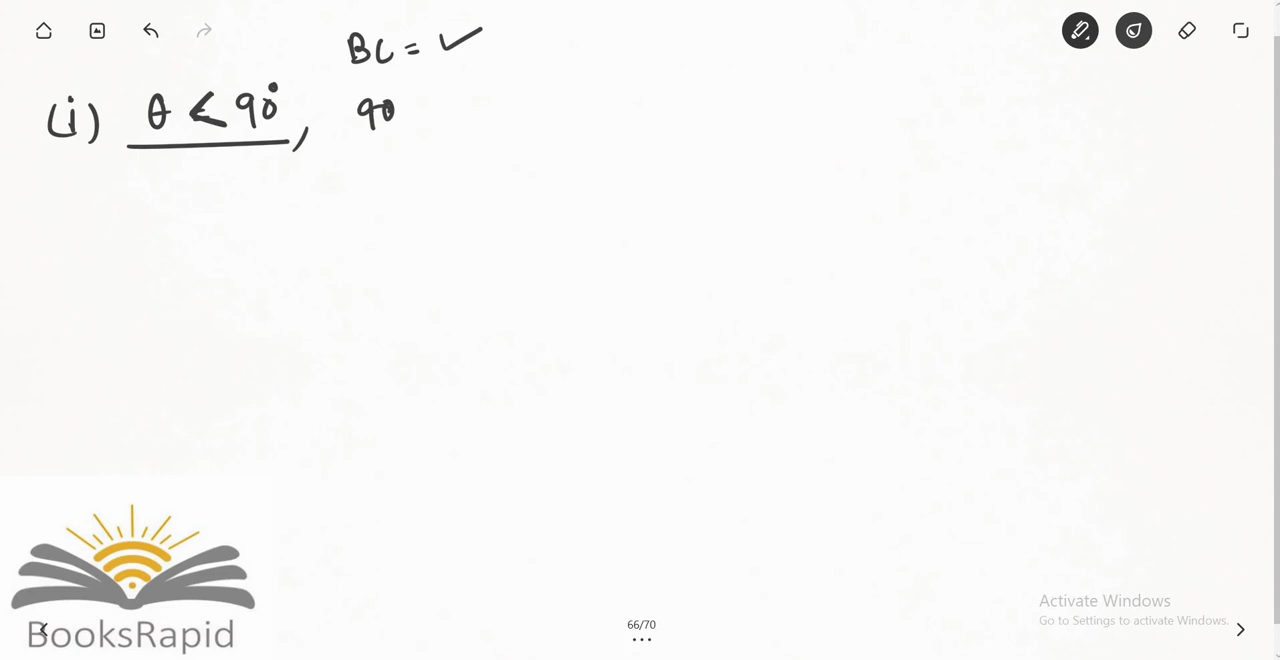 BC = ✓
(i) θ < 90°, 90
BooksRapid
66/70
Activate Windows
Go to Settings to activate Windows.